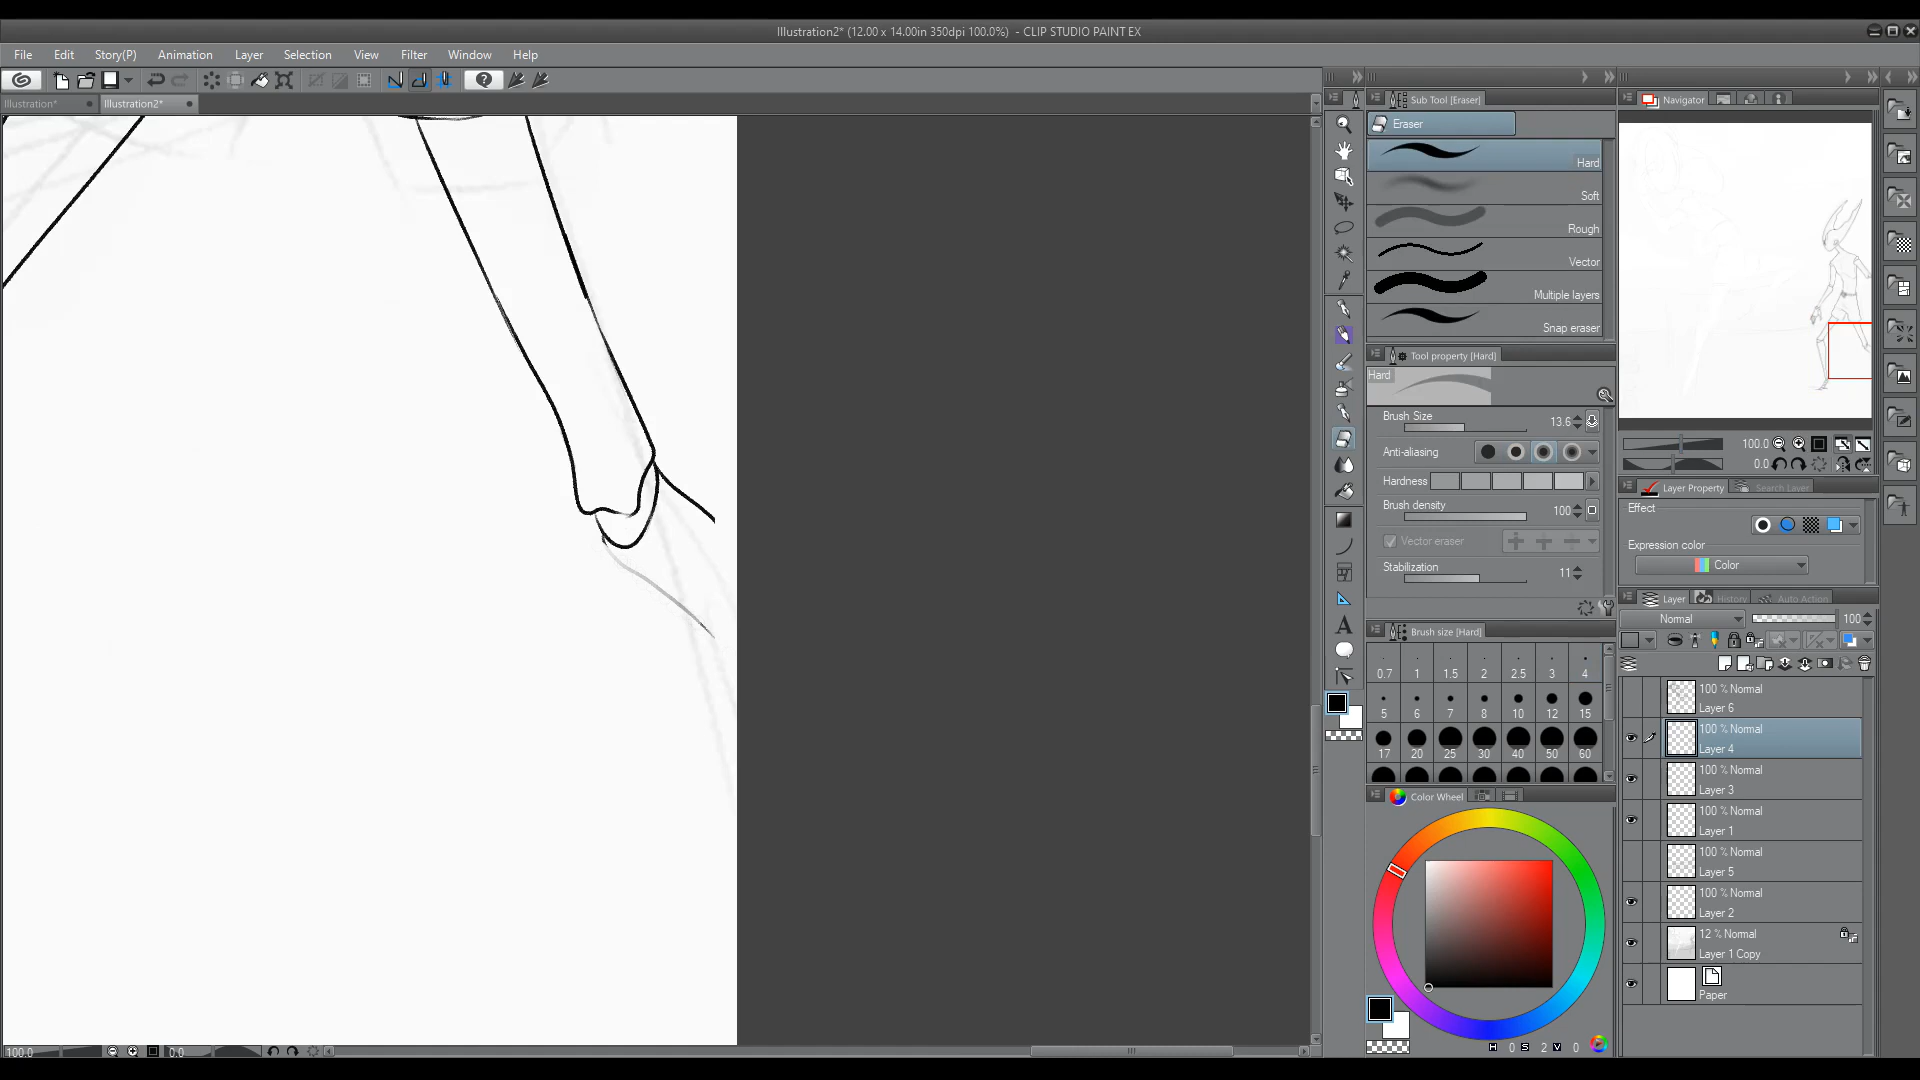 Illustration2* (12.00 x 14.00in 350dpi 100.0%) - CLIP STUDIO PAINT EX
File Edit Story(P) Animation Layer Selection View Filter Window Help
Illustration* Illustration2*
Sub Tool [Eraser]
Eraser
Hard
Soft
Rough
Vector
Multiple layers
Snap eraser
Tool property [Hard]
Hard
Brush Size 13.6
Anti-aliasing
Hardness
Brush density 100
Vector eraser
Stabilization 11
Brush size [Hard]
0.7 1 1.5 2 2.5 3 4
5 6 7 8 10 12 15
17 20 25 30 40 50 60
Color Wheel
H 0 S 2 V 0
Navigator
100.0
0.0
Layer Property Search Layer
Effect
Expression color
Color
Layer History Auto Action
Normal 100
100 % Normal
Layer 6
100 % Normal
Layer 4
100 % Normal
Layer 3
100 % Normal
Layer 1
100 % Normal
Layer 5
100 % Normal
Layer 2
12 % Normal
Layer 1 Copy
Paper
100.0 0.0